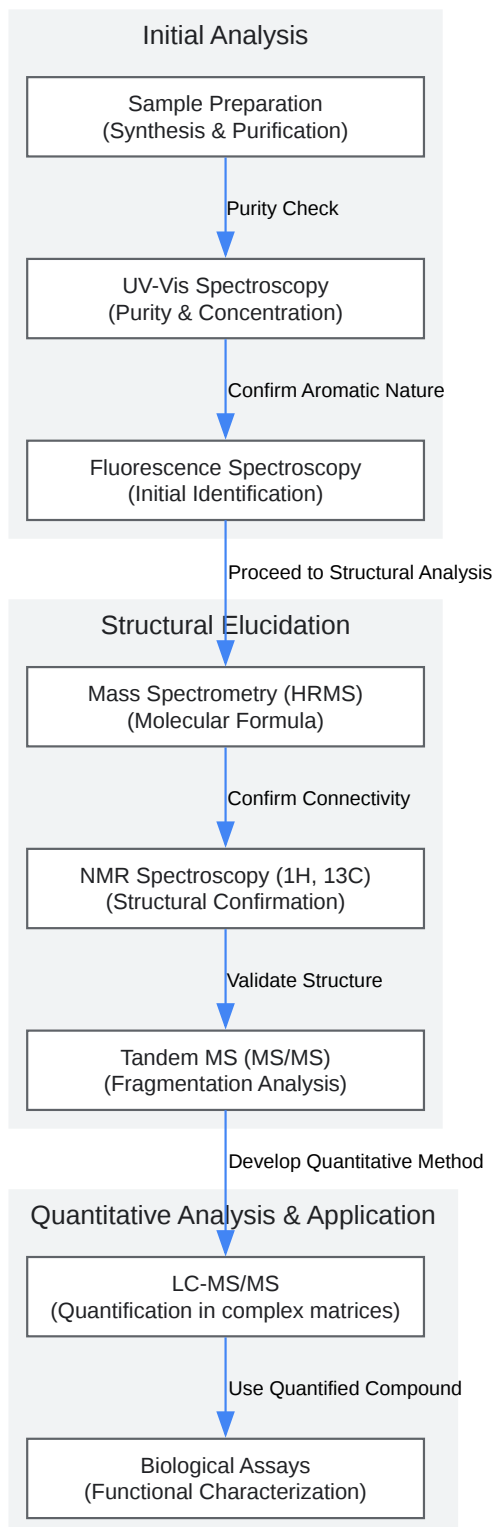 Initial Analysis
Sample Preparation
(Synthesis & Purification)
Purity Check
UV-Vis Spectroscopy
(Purity & Concentration)
Confirm Aromatic Nature
Fluorescence Spectroscopy
(Initial Identification)
Proceed to Structural Analysis
Structural Elucidation
Mass Spectrometry (HRMS)
(Molecular Formula)
Confirm Connectivity
NMR Spectroscopy (1H, 13C)
(Structural Confirmation)
Validate Structure
Tandem MS (MS/MS)
(Fragmentation Analysis)
Develop Quantitative Method
Quantitative Analysis & Application
LC-MS/MS
(Quantification in complex matrices)
Use Quantified Compound
Biological Assays
(Functional Characterization)